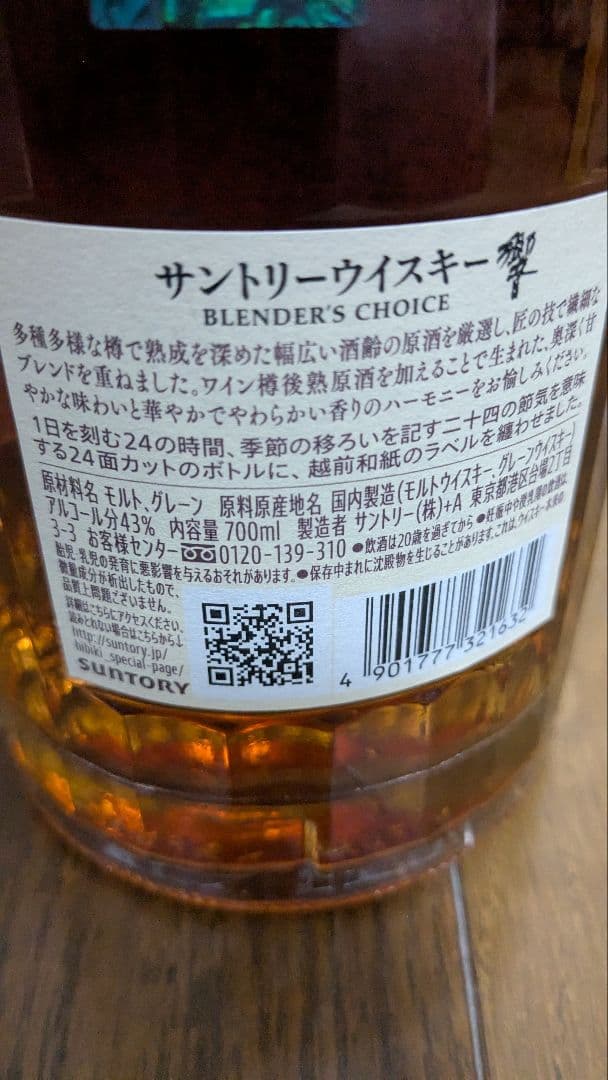 サントリーウイスキー 響
BLENDER'S CHOICE
多種多様な樽で熟成を深めた幅広い酒齢の原酒を厳選し、匠の技で繊細な
ブレンドを重ねました。ワイン樽後熟原酒を加えることで生まれた、奥深く甘
やかな味わいと華やかでやわらかい香りのハーモニーをお愉しみください。
1日を刻む24の時間、季節の移ろいを記す二十四の節気を意味
する24面カットのボトルに、越前和紙のラベルを纏わせました。
原材料名 モルト、グレーン 原料原産地名 国内製造(モルトウイスキー、グレーンウイスキー)
アルコール分43% 内容量 700ml 製造者 サントリー(株)+A 東京都港区台場2丁目
3-3 お客様センター 0120-139-310 ●飲酒は20歳を過ぎてから ●妊娠中や授乳期の飲酒は、
胎児・乳児の発育に悪影響を与えるおそれがあります。●保存中まれに沈殿物を生じることがあります。これは、ウイスキー本来の
微量成分が析出したもので、
品質上問題ございません。
詳細はこちらにアクセスください。
読みとれない場合はこちらから↓
http://suntory.jp/
hibiki_special-page/
SUNTORY
4 901777 321632